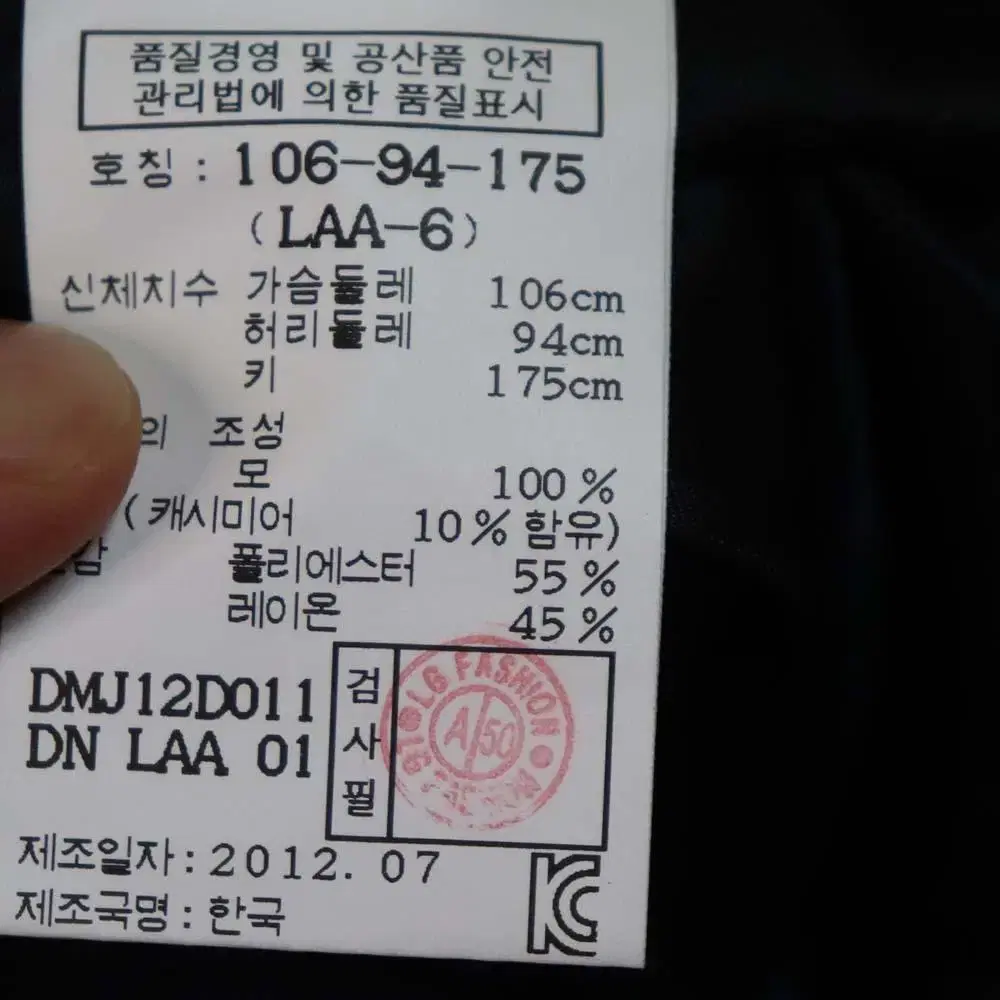 품질경영 및 공산품 안전
관리법에 의한 품질표시
호칭 : 106-94-175
(LAA-6)
신체치수 가슴둘레 106cm
허리둘레 94cm
키 175cm
의 조성
모 100%
(캐시미어 10% 함유)
감 폴리에스터 55%
레이온 45%
DMJ12D011
DN LAA 01
검사필
LG FASHION
A/50
제조일자 : 2012. 07
제조국명 : 한국
KC